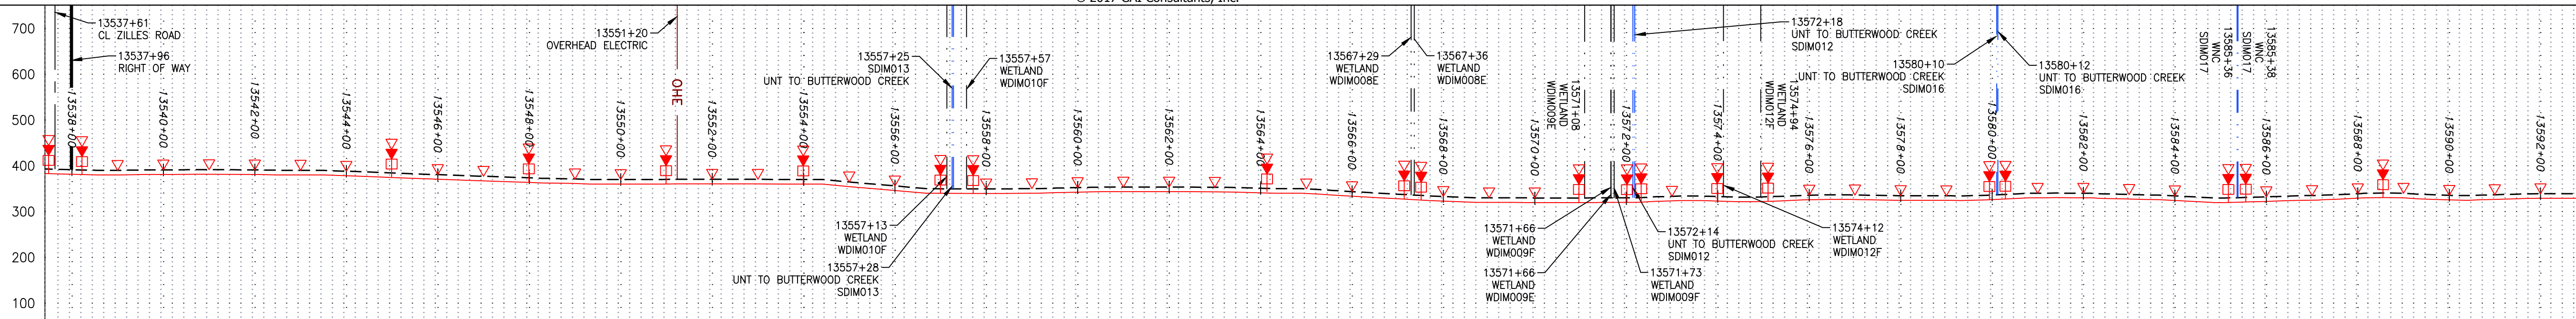 © 2017 GAI Consultants, Inc.
700
600
500
400
300
200
100
13537+61
CL ZILLES ROAD
13537+96
RIGHT OF WAY
13551+20
OVERHEAD ELECTRIC
OHE
13557+25
SDIM013
UNT TO BUTTERWOOD CREEK
13557+57
WETLAND
WDIM010F
13567+29
WETLAND
WDIM008E
13567+36
WETLAND
WDIM008E
13571+08
WETLAND
WDIM009E
13572+18
UNT TO BUTTERWOOD CREEK
SDIM012
13574+94
WETLAND
WDIM012F
13580+10
UNT TO BUTTERWOOD CREEK
SDIM016
13580+12
UNT TO BUTTERWOOD CREEK
SDIM016
13585+36
WNC
SDIM017
13585+38
WNC
SDIM017
13538+00
13540+00
13542+00
13544+00
13546+00
13548+00
13550+00
13552+00
13554+00
13556+00
13558+00
13560+00
13562+00
13564+00
13566+00
13568+00
13570+00
13572+00
13574+00
13576+00
13578+00
13580+00
13582+00
13584+00
13586+00
13588+00
13590+00
13592+00
13557+13
WETLAND
WDIM010F
13557+28
UNT TO BUTTERWOOD CREEK
SDIM013
13571+66
WETLAND
WDIM009F
13571+66
WETLAND
WDIM009E
13572+14
UNT TO BUTTERWOOD CREEK
SDIM012
13571+73
WETLAND
WDIM009F
13574+12
WETLAND
WDIM012F